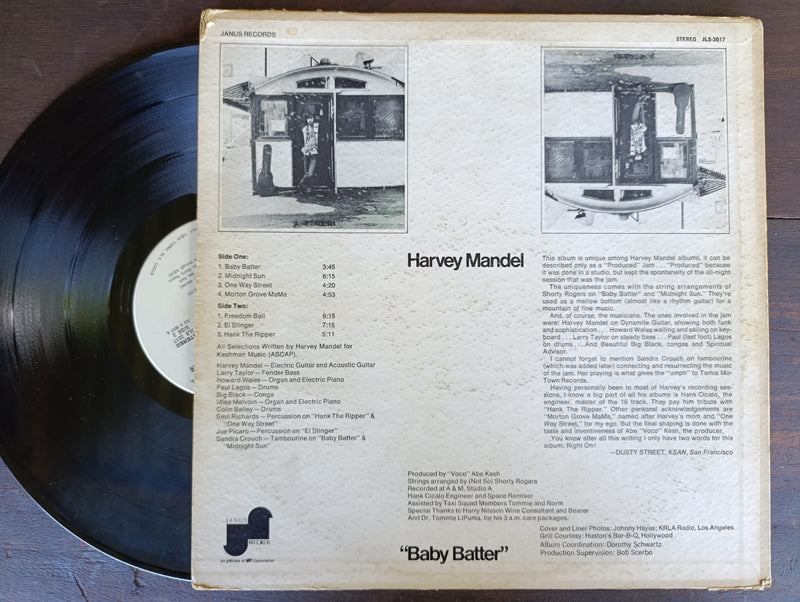 JANUS RECORDS
STEREO JLS-3017
Harvey Mandel
Side One:
1. Baby Batter 3:45
2. Midnight Sun 6:15
3. One Way Street 4:20
4. Morton Grove MaMa 4:53
Side Two:
1. Freedom Ball 6:15
2. El Stinger 7:15
3. Hank The Ripper 5:11
All Selections Written by Harvey Mandel for
Keshman Music (ASCAP).
Harvey Mandel — Electric Guitar and Acoustic Guitar
Larry Taylor — Fender Bass
Howard Wales — Organ and Electric Piano
Paul Lagos — Drums
Big Black — Conga
Mike Melvoin — Organ and Electric Piano
Colin Bailey — Drums
Emil Richards — Percussion on "Hank The Ripper" &
"One Way Street"
Joe Picaro — Percussion on "El Stinger"
Sandra Crouch — Tambourine on "Baby Batter" &
"Midnight Sun"
This album is unique among Harvey Mandel albums. It can be
described only as a "Produced" Jam . . . "Produced" because
it was done in a studio, but kept the spontaneity of the all-night
session that was the jam.
The uniqueness comes with the string arrangements of
Shorty Rogers on "Baby Batter" and "Midnight Sun." They're
used as a mellow bottom (almost like a rhythm guitar) for a
mountain of fine music.
And, of course, the musicians. The ones involved in the jam
were: Harvey Mandel on Dynamite Guitar, showing both funk
and sophistication . . . Howard Wales wailing and skiing on key-
board . . . Larry Taylor on steady base . . . Paul (fast foot) Lagos
on drums . . . And Beautiful Big Black, congas and Spiritual
Advisor.
I cannot forget to mention Sandra Crouch on tambourine
(which was added later) connecting and resurrecting the music
of the jam. Her playing is what gives the "umph" to Tamia Mo-
Town Records.
Having personally been to most of Harvey's recording ses-
sions, I know a big part of all his albums is Hank Cicalo, the
engineer, master of the 16 track. They pay him tribute with
"Hank The Ripper." Other personal acknowledgements are
"Morton Grove MaMa," named after Harvey's mom and "One
Way Street," for my ego. But the final shaping is done with the
taste and inventiveness of Abe "Voco" Kesh, the producer.
You know after all this writing I only have two words for this
album: Right On!
—DUSTY STREET, KSAN, San Francisco
Produced by "Voco" Abe Kesh
Strings arranged by (Not So) Shorty Rogers
Recorded at A & M, Studio A
Hank Cicalo Engineer and Space Remixer
Assisted by Taxi Squad Members Tommie and Norm
Special Thanks to Harry Nilsson Wine Consultant and Bearer
And Dr. Tommie LiPuma, for his 3 a.m. care packages.
Cover and Liner Photos: Johnny Hayes; KRLA Radio, Los Angeles
Grill Courtesy: Huston's Bar-B-Q, Hollywood
Album Coordination: Dorothy Schwartz
Production Supervision: Bob Scerbo
JANUS
RECORDS
An affiliate of GRT Corporation
"Baby Batter"